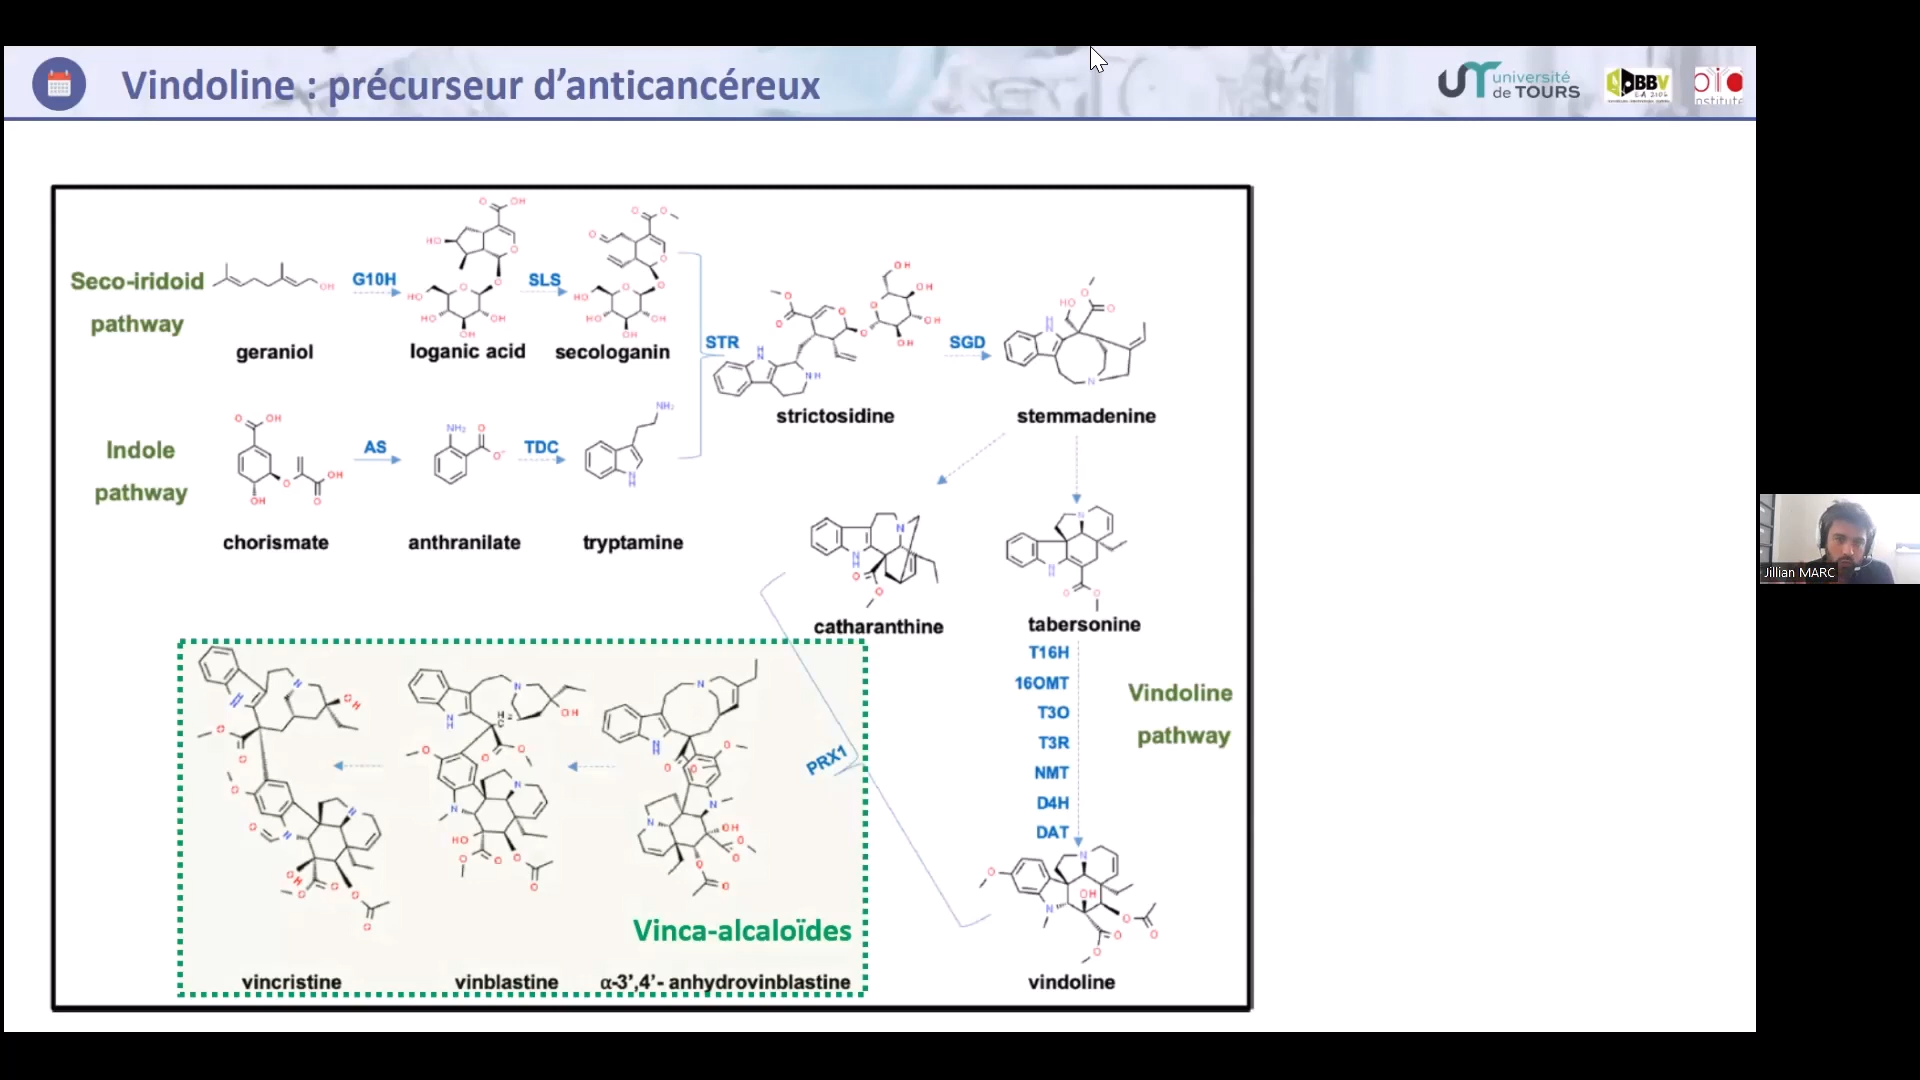 Vindoline : précurseur d’anticancéreux
université
de TOURS
BBV
EA 2106
Seco-iridoid
pathway
G10H
SLS
geraniol
loganic acid
secologanin
STR
SGD
strictosidine
stemmadenine
Indole
pathway
AS
TDC
chorismate
anthranilate
tryptamine
catharanthine
tabersonine
T16H
16OMT
T3O
T3R
NMT
D4H
DAT
Vindoline
pathway
PRX1
Vinca-alcaloïdes
vincristine
vinblastine
α-3’,4’- anhydrovinblastine
vindoline
Jillian MARC